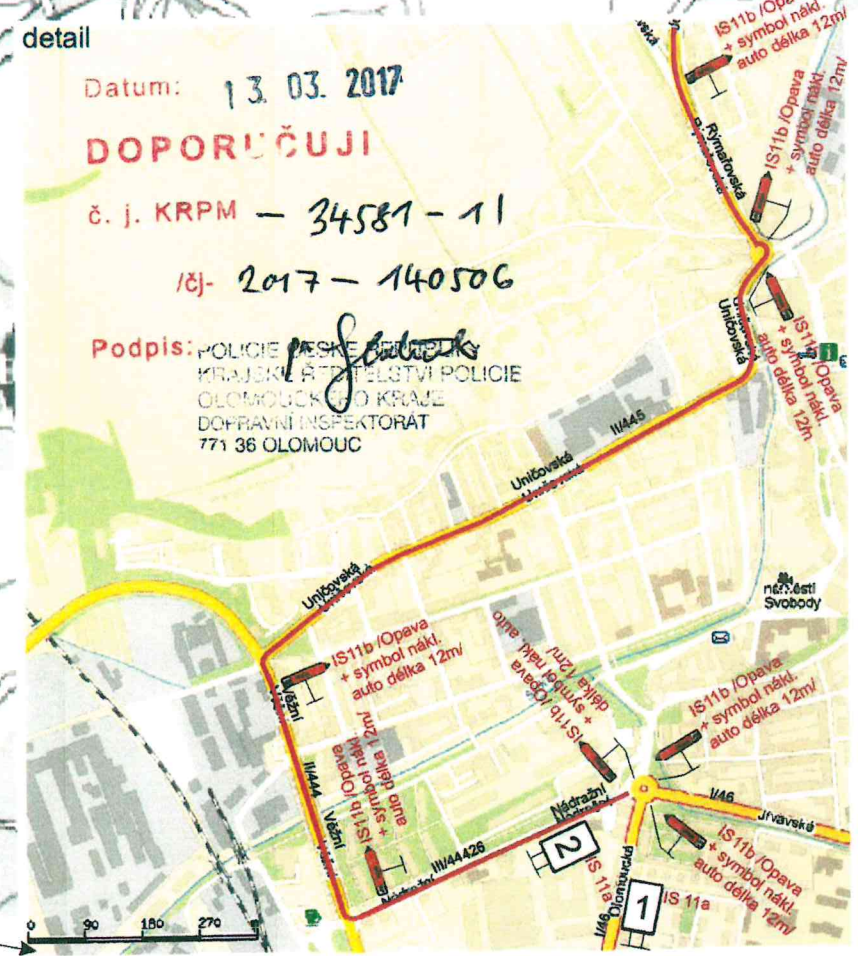 detail
Datum: 13. 03. 2017
DOPORUČUJI
č. j. KRPM – 34581 – 11
/čj- 2017 – 140506
Podpis:
POLICIE ČESKÉ REPUBLIKY
KRAJSKÉ ŘEDITELSTVÍ POLICIE
OLOMOUCKÉHO KRAJE
DOPRAVNÍ INSPEKTORÁT
771 36 OLOMOUC
IS11b /Opava
+ symbol nákl.
auto délka 12m/
Rýmařovská
IS11b /Opava
+ symbol nákl.
auto délka 12m/
Uničovská
IS11b /Opava
+ symbol nákl.
auto délka 12m
II/445
Uničovská
Uničovská
náměstí
Svobody
IS11b /Opava
+ symbol nákl.
auto délka 12m/
Věžní
IS11b /Opava
+ symbol nákl. auto
délka 12m/
IS11b /Opava
+ symbol nákl.
auto délka 12m/
II/444
Věžní
IS11b /Opava
+ symbol nákl.
auto délka 12m/
Nádražní
I/46
Jívavská
III/44426
Nádražní
2
IS 11a
IS11b /Opava
+ symbol nákl.
auto délka 12m/
Olomoucká
I/46
1
IS 11a
0 90 180 270